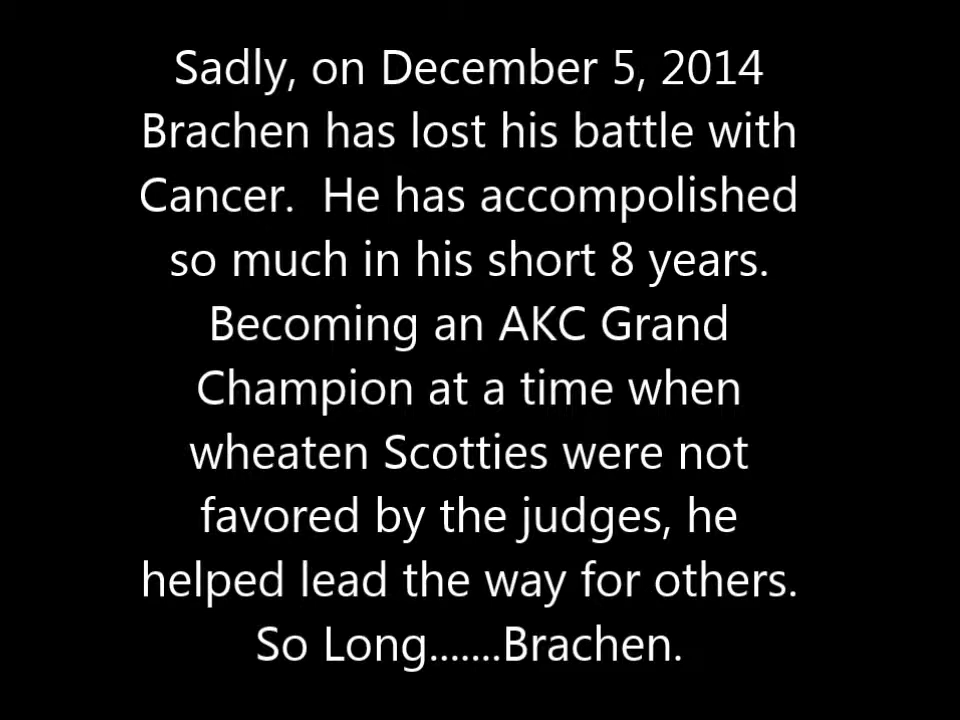 Sadly, on December 5, 2014
Brachen has lost his battle with
Cancer.  He has accompolished
so much in his short 8 years.
Becoming an AKC Grand
Champion at a time when
wheaten Scotties were not
favored by the judges, he
helped lead the way for others.
So Long.......Brachen.